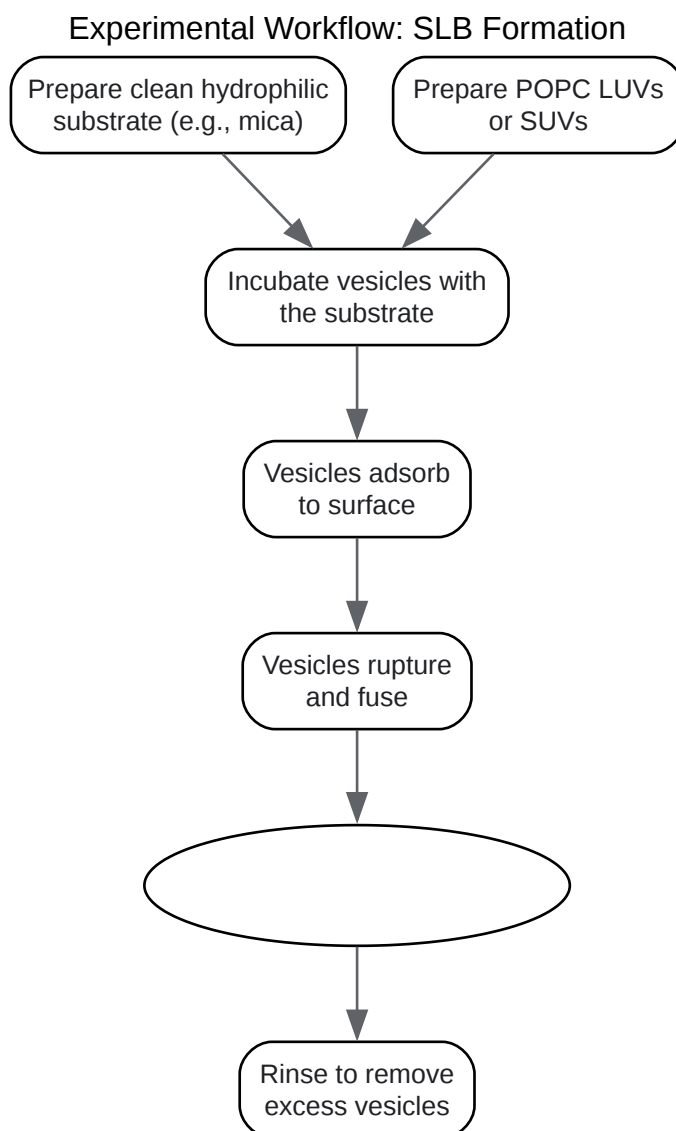 Experimental Workflow: SLB Formation
Prepare clean hydrophilic
substrate (e.g., mica)
Prepare POPC LUVs
or SUVs
Incubate vesicles with
the substrate
Vesicles adsorb
to surface
Vesicles rupture
and fuse
Rinse to remove
excess vesicles